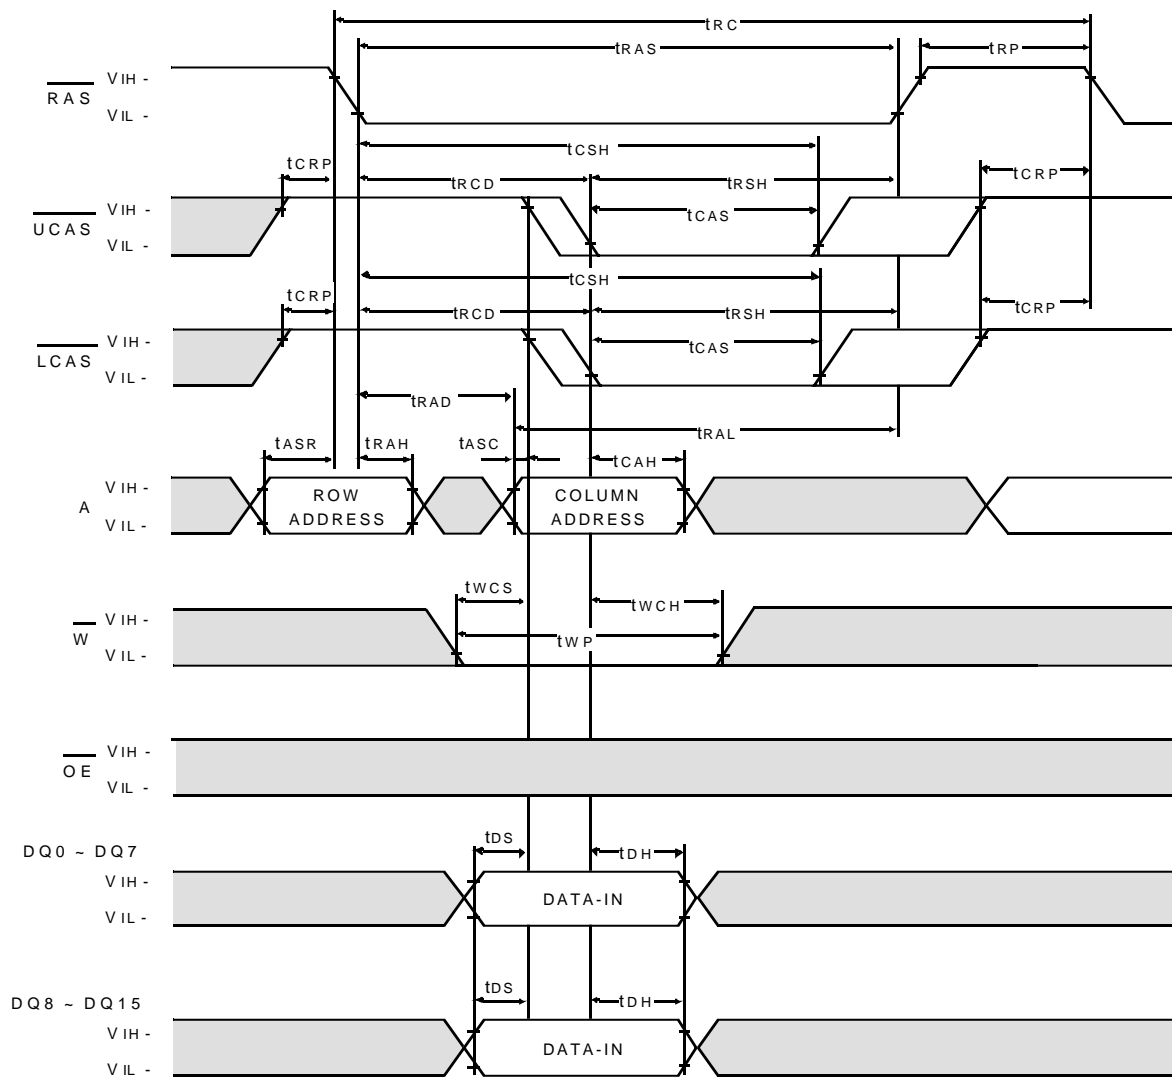 tRC
tRAS
tRP
RAS
VIH -
VIL -
tCSH
tCRP
tRCD
tRSH
tCRP
UCAS
VIH -
VIL -
tCAS
tCSH
tCRP
tRCD
tRSH
tCRP
LCAS
VIH -
VIL -
tCAS
tRAD
tRAL
tASR
tRAH
tASC
tCAH
A
VIH -
VIL -
ROW
ADDRESS
COLUMN
ADDRESS
tWCS
tWCH
W
VIH -
VIL -
tWP
OE
VIH -
VIL -
DQ0 ~ DQ7
tDS
tDH
VIH -
VIL -
DATA-IN
DQ8 ~ DQ15
tDS
tDH
VIH -
VIL -
DATA-IN